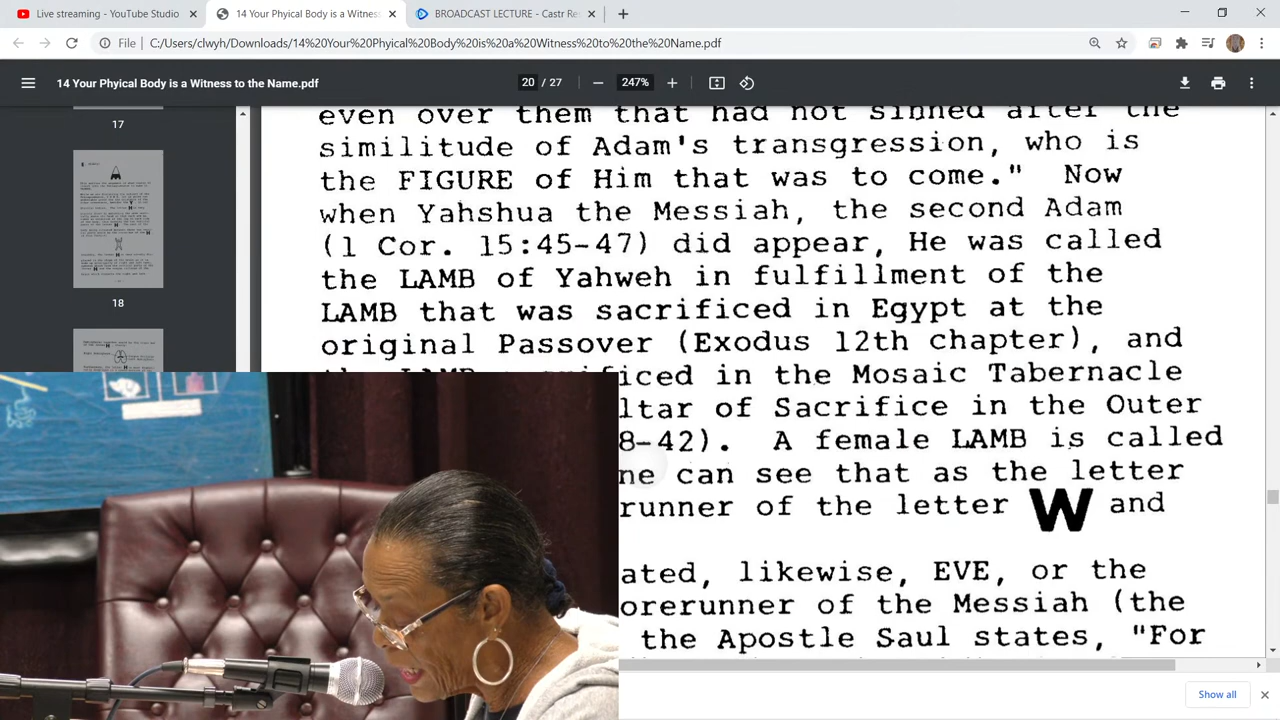 Live streaming - YouTube Studio
14 Your Phyical Body is a Witness
BROADCAST LECTURE - Castr Re
File
C:/Users/clwyh/Downloads/14%20Your%20Phyical%20Body%20is%20a%20Witness%20to%20the%20Name.pdf
14 Your Phyical Body is a Witness to the Name.pdf
20 / 27
247%
17
18
even over them that had not sinned after the
similitude of Adam's transgression, who is
the FIGURE of Him that was to come." Now
when Yahshua the Messiah, the second Adam
(1 Cor. 15:45-47) did appear, He was called
the LAMB of Yahweh in fulfillment of the
LAMB that was sacrificed in Egypt at the
original Passover (Exodus 12th chapter), and
in the Mosaic Tabernacle
of Sacrifice in the Outer
8-42). A female LAMB is called
can see that as the letter
of the letter W and
likewise, EVE, or the
of the Messiah (the
the Apostle Saul states, "For
Show all